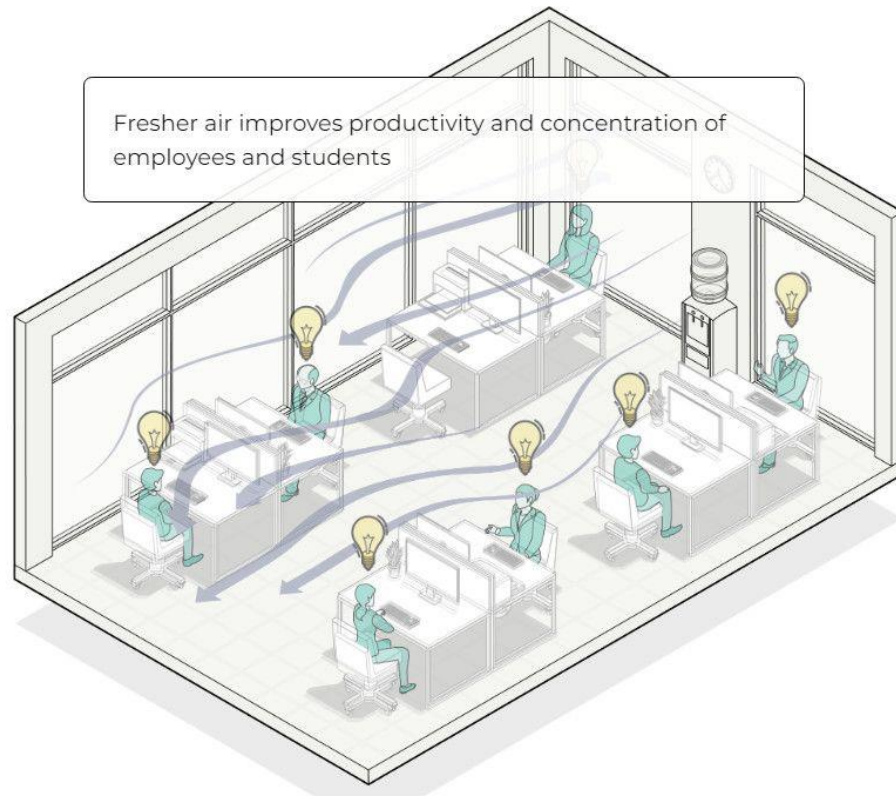 Fresher air improves productivity and concentration of
employees and students